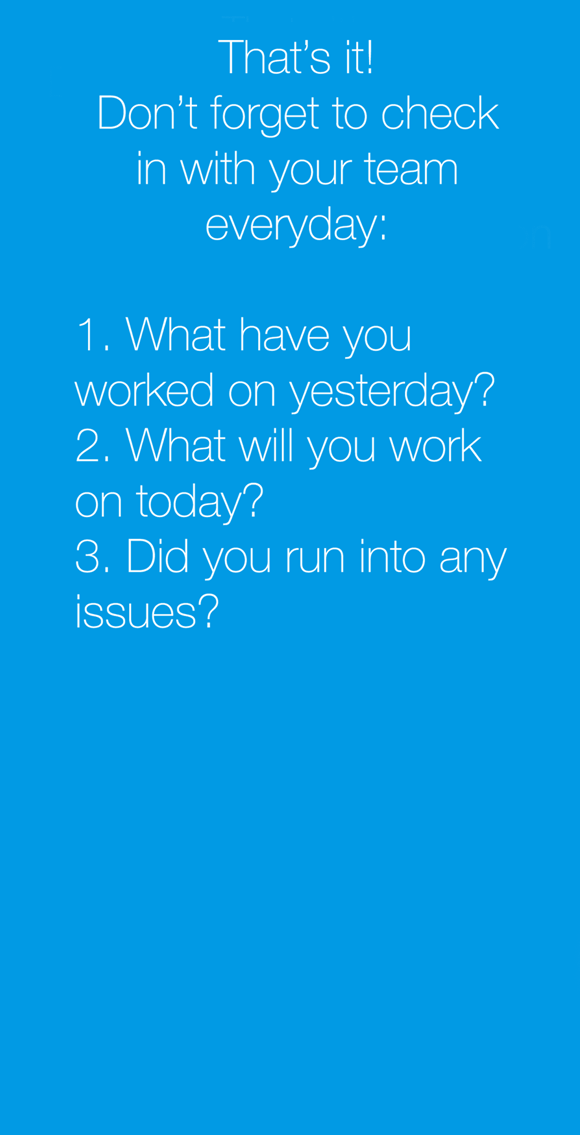 That’s it!
Don’t forget to check
in with your team
everyday:
1. What have you
worked on yesterday?
2. What will you work
on today?
3. Did you run into any
issues?